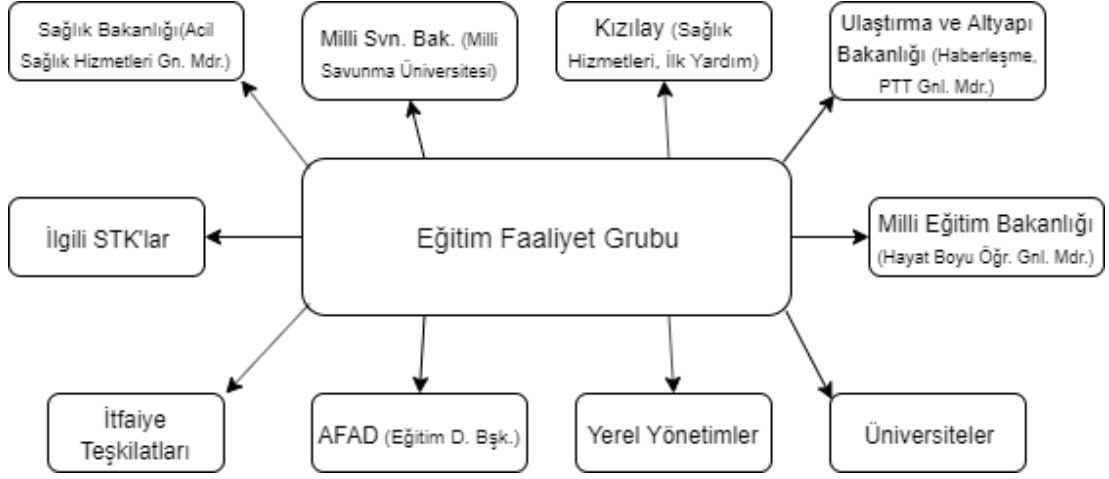 Sağlık Bakanlığı(Acil
Sağlık Hizmetleri Gn. Mdr.)
Milli Svn. Bak. (Milli
Savunma Üniversitesi)
Kızılay (Sağlık
Hizmetleri, İlk Yardım)
Ulaştırma ve Altyapı
Bakanlığı (Haberleşme,
PTT Gnl. Mdr.)
İlgili STK'lar
Eğitim Faaliyet Grubu
Milli Eğitim Bakanlığı
(Hayat Boyu Öğr. Gnl. Mdr.)
İtfaiye
Teşkilatları
AFAD (Eğitim D. Bşk.)
Yerel Yönetimler
Üniversiteler